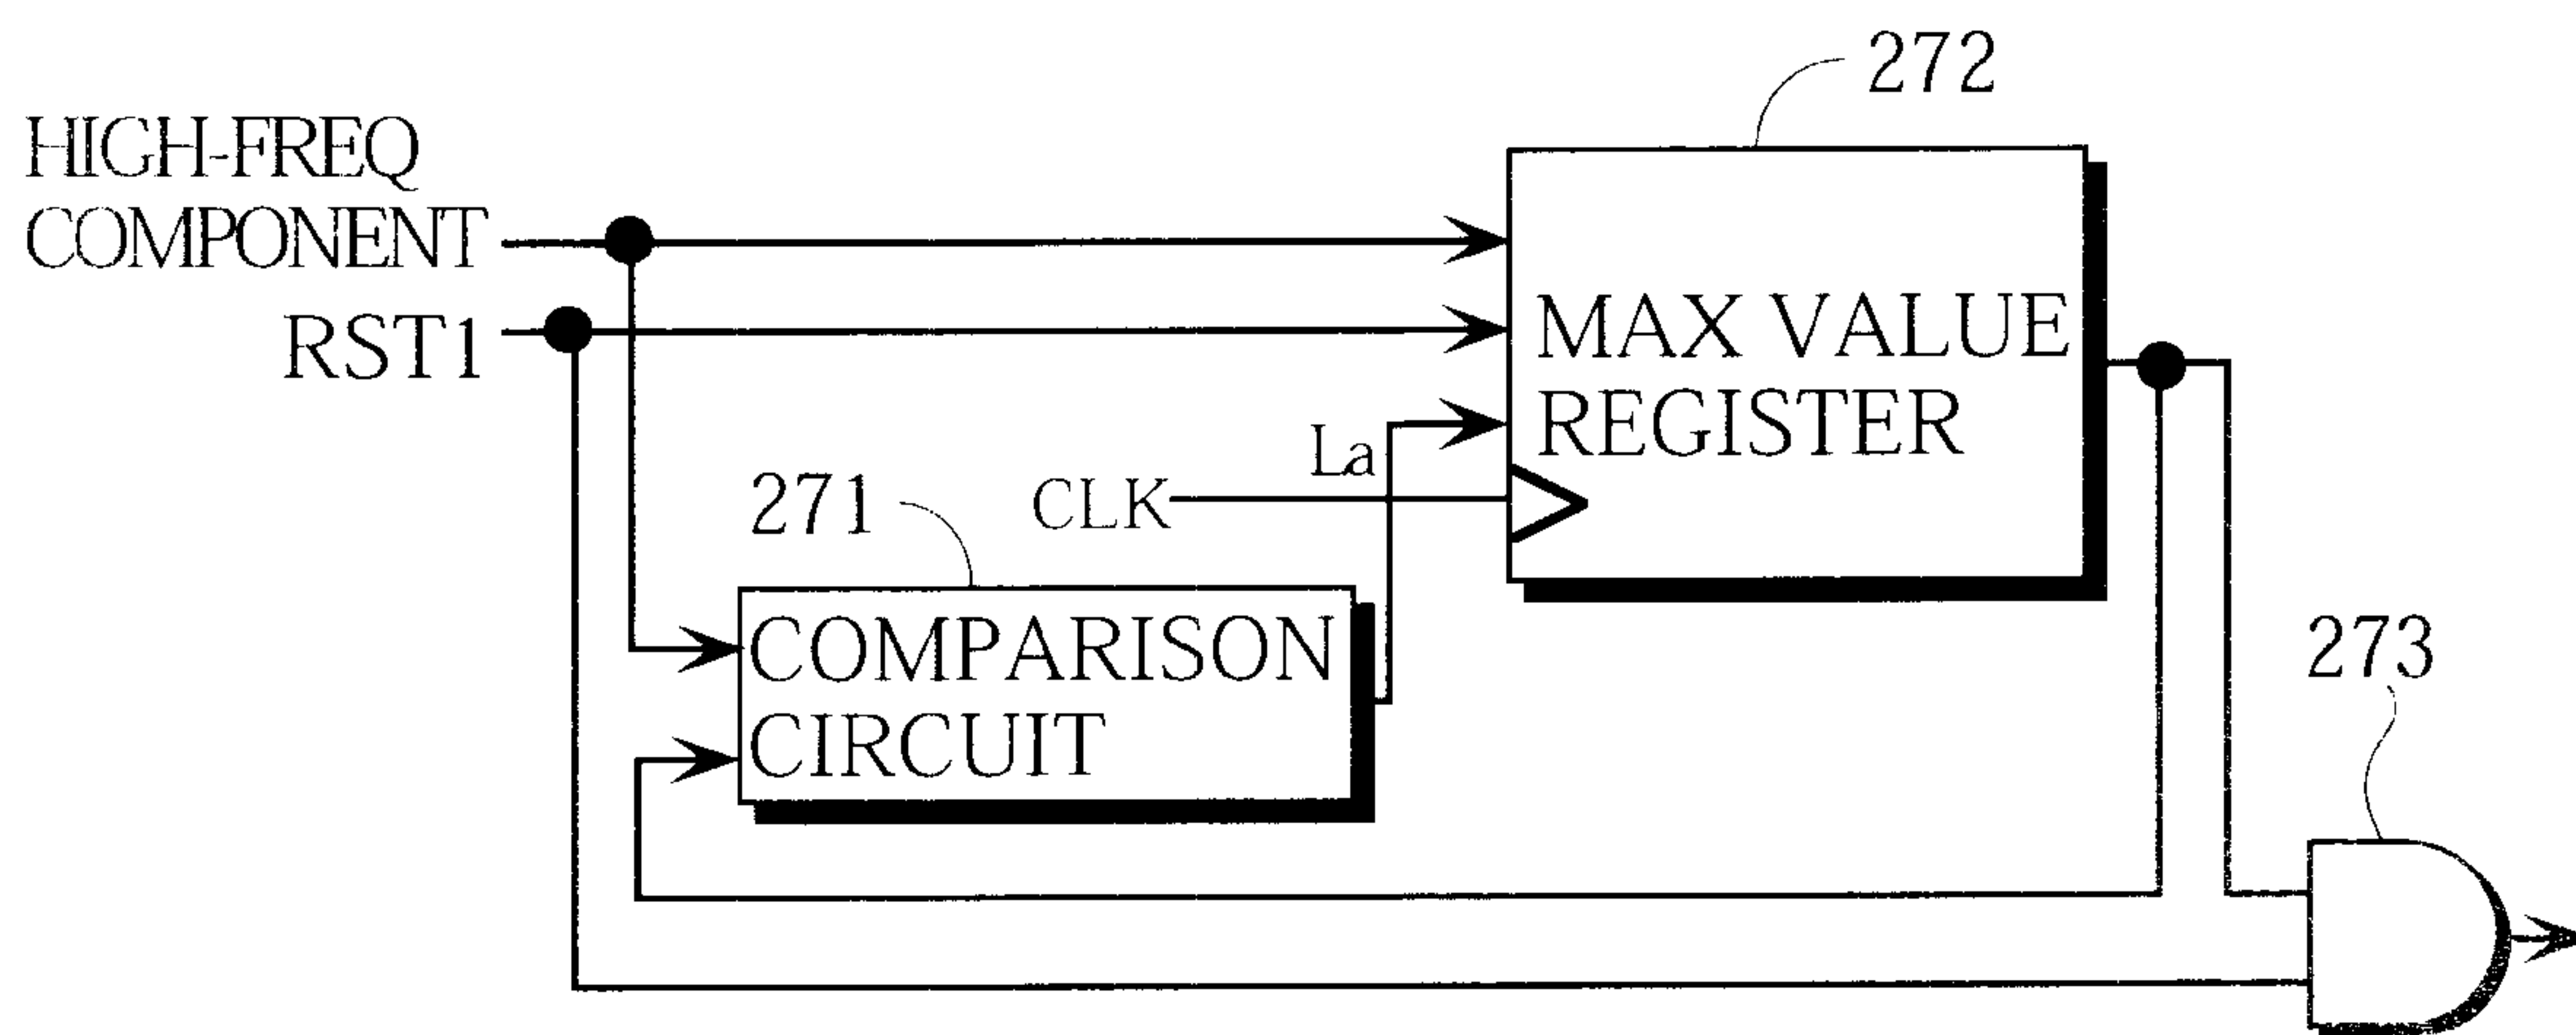 272
HIGH-FREQ
COMPONENT
RST1
MAX VALUE
REGISTER
La
CLK
271
COMPARISON
CIRCUIT
273